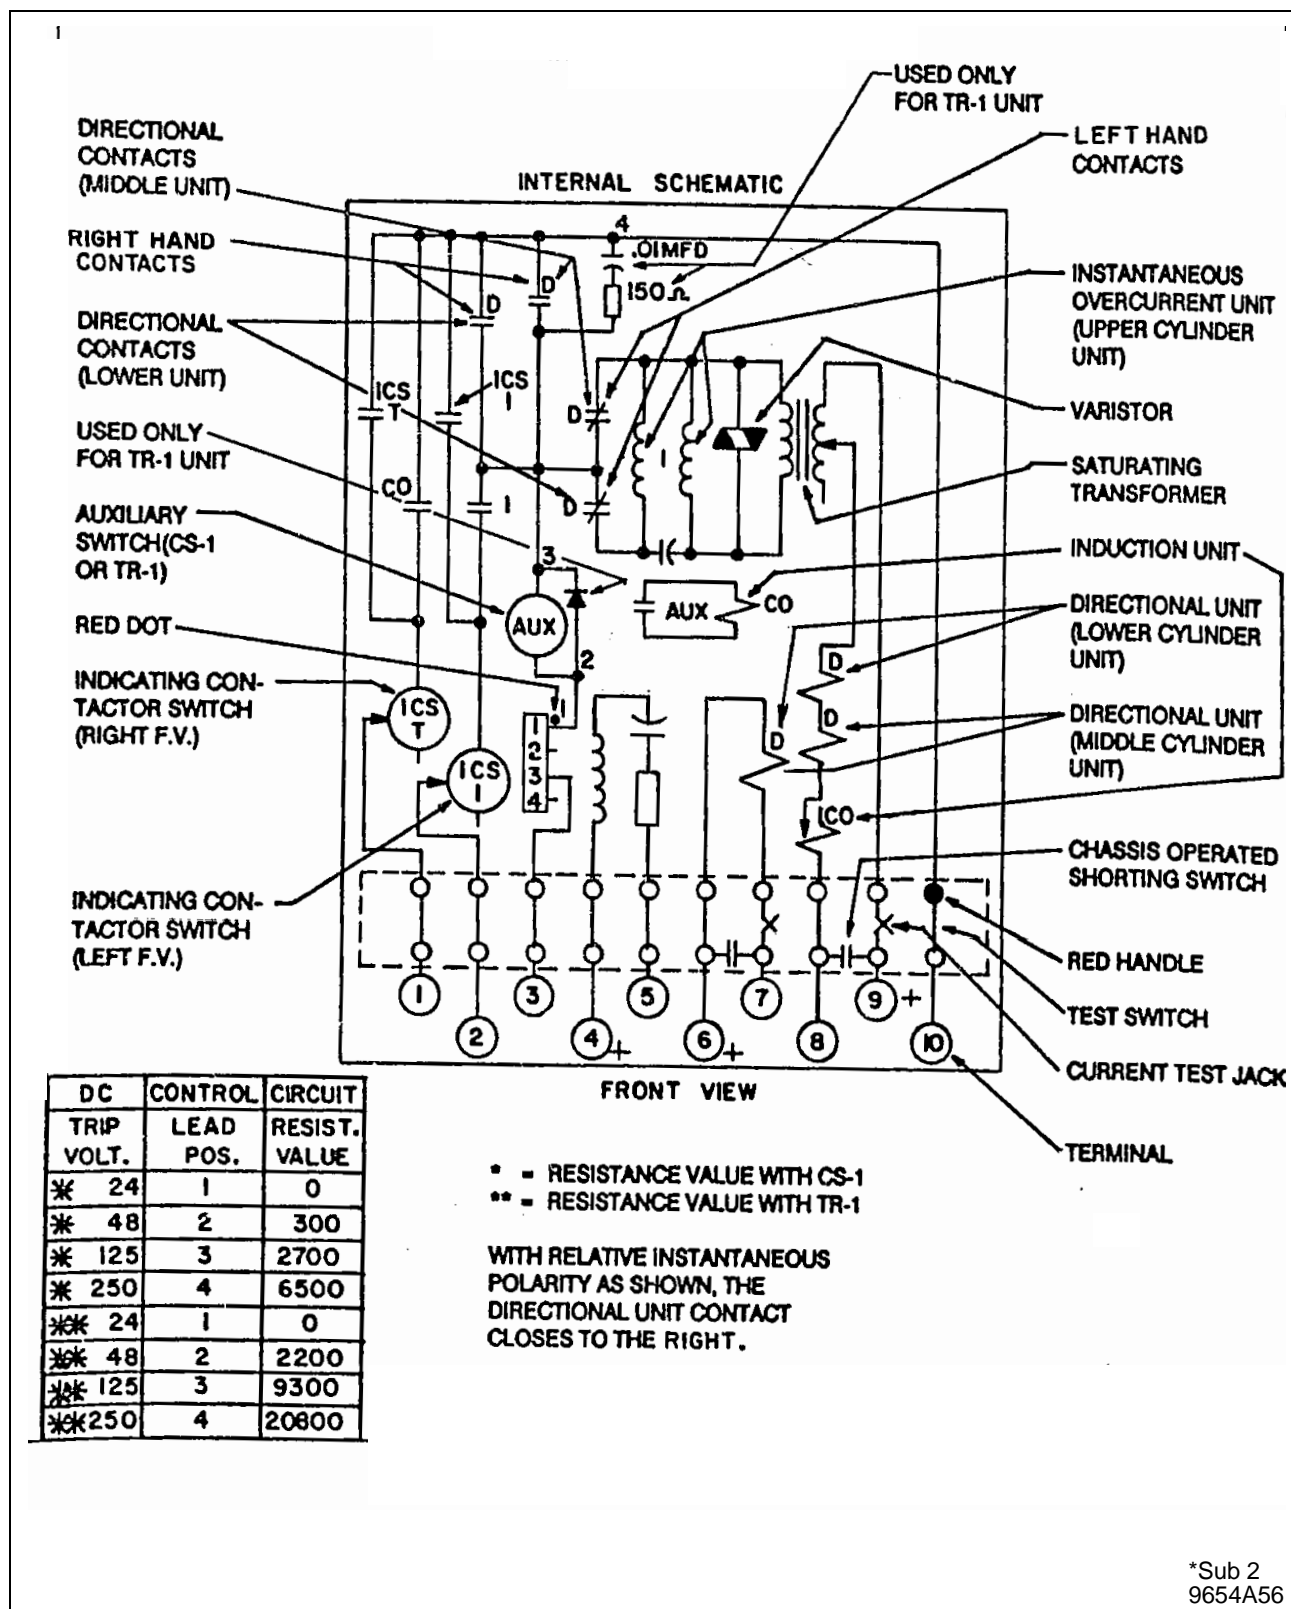 1
USED ONLY
FOR TR-1 UNIT
DIRECTIONAL
CONTACTS
(MIDDLE UNIT)
LEFT HAND
CONTACTS
INTERNAL SCHEMATIC
RIGHT HAND
CONTACTS
4
.01MFD
150Ω
D
D
INSTANTANEOUS
OVERCURRENT UNIT
(UPPER CYLINDER
UNIT)
DIRECTIONAL
CONTACTS
(LOWER UNIT)
ICS
T
ICS
I
D
VARISTOR
USED ONLY
FOR TR-1 UNIT
I
SATURATING
TRANSFORMER
CO
I
D
AUXILIARY
SWITCH(CS-1
OR TR-1)
3
INDUCTION UNIT
AUX
AUX
CO
DIRECTIONAL UNIT
(LOWER CYLINDER
UNIT)
RED DOT
2
D
INDICATING CON-
TACTOR SWITCH
(RIGHT F.V.)
ICS
T
1
1
2
3
4
D
D
DIRECTIONAL UNIT
(MIDDLE CYLINDER
UNIT)
ICS
I
CO
CHASSIS OPERATED
SHORTING SWITCH
INDICATING CON-
TACTOR SWITCH
(LEFT F.V.)
RED HANDLE
1
2
3
4
+
5
6
+
7
8
9
+
10
TEST SWITCH
CURRENT TEST JACK
FRONT VIEW
TERMINAL
DC CONTROL CIRCUIT
TRIP LEAD RESIST.
VOLT. POS. VALUE
* 24 1 0
* 48 2 300
* 125 3 2700
* 250 4 6500
** 24 1 0
** 48 2 2200
** 125 3 9300
** 250 4 20800
* = RESISTANCE VALUE WITH CS-1
** = RESISTANCE VALUE WITH TR-1
WITH RELATIVE INSTANTANEOUS
POLARITY AS SHOWN, THE
DIRECTIONAL UNIT CONTACT
CLOSES TO THE RIGHT.
*Sub 2
9654A56